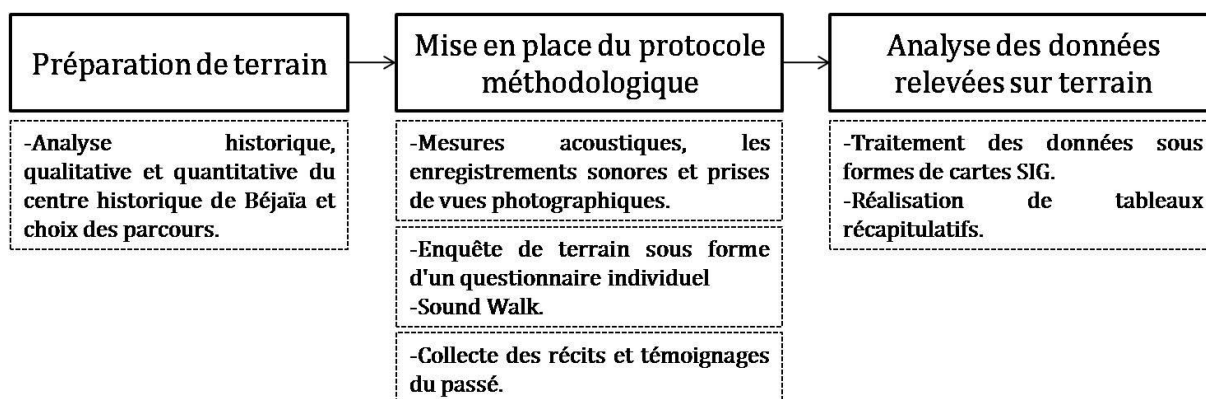 Préparation de terrain
-Analyse historique,
qualitative et quantitative du
centre historique de Béjaïa et
choix des parcours.
Mise en place du protocole
méthodologique
-Mesures acoustiques, les
enregistrements sonores et prises
de vues photographiques.
-Enquête de terrain sous forme
d'un questionnaire individuel
-Sound Walk.
-Collecte des récits et témoignages
du passé.
Analyse des données
relevées sur terrain
-Traitement des données sous
formes de cartes SIG.
-Réalisation de tableaux
récapitulatifs.